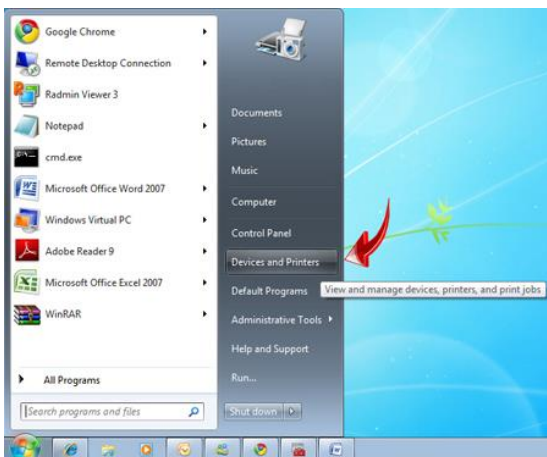 Google Chrome
Remote Desktop Connection
Radmin Viewer 3
Notepad
cmd.exe
Microsoft Office Word 2007
Windows Virtual PC
Adobe Reader 9
Microsoft Office Excel 2007
WinRAR
All Programs
Search programs and files
Documents
Pictures
Music
Computer
Control Panel
Devices and Printers
View and manage devices, printers, and print jobs
Default Programs
Administrative Tools
Help and Support
Run...
Shut down